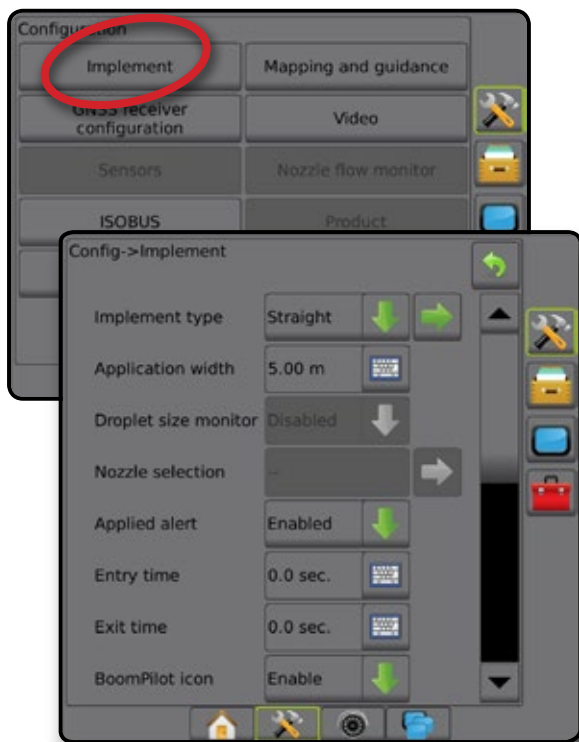 Configuration
Implement
Mapping and guidance
GNSS receiver
configuration
Video
Sensors
Nozzle flow monitor
ISOBUS
Product
Config->Implement
Implement type
Straight
Application width
5.00 m
Droplet size monitor
Disabled
Nozzle selection
--
Applied alert
Enabled
Entry time
0.0 sec.
Exit time
0.0 sec.
BoomPilot icon
Enable